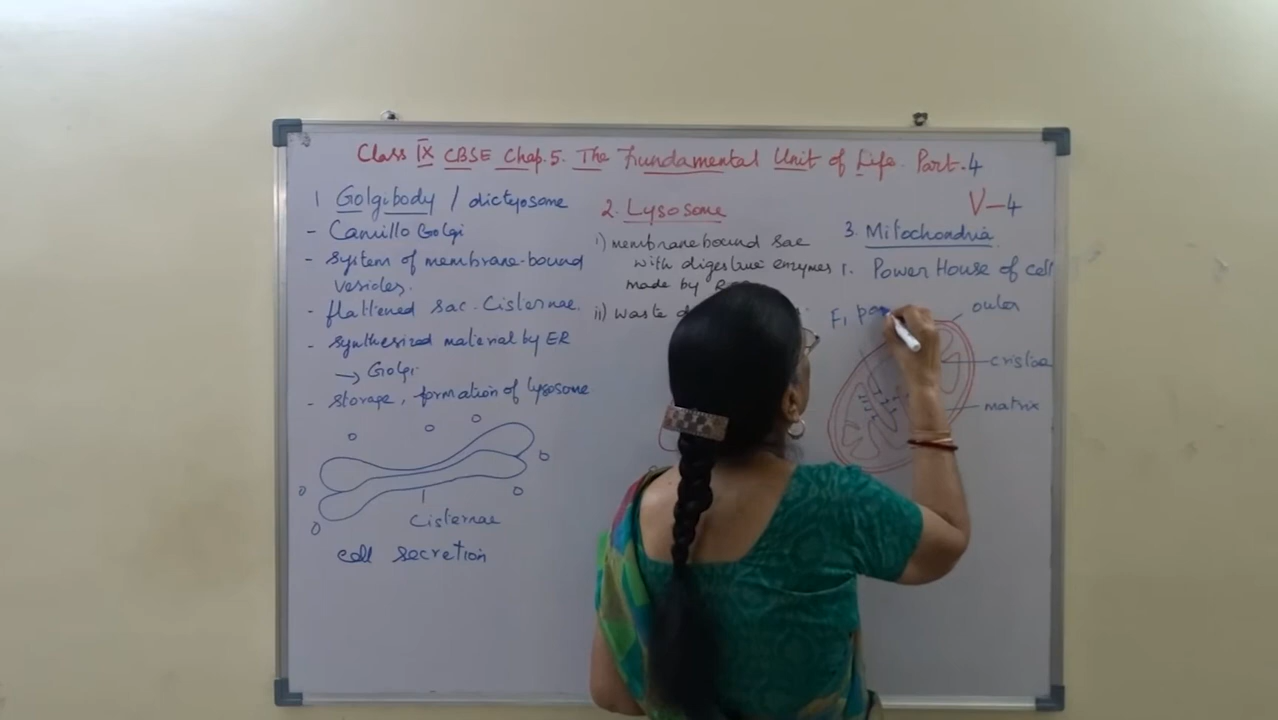 Class IX CBSE Chap. 5. The Fundamental Unit of Life. Part. 4
V-4
1 Golgibody / dictyosome
- Camillo Golgi
- System of membrane-bound
vesicles.
- flattened sac. Cisternae.
- synthesized material by ER
→ Golgi.
- storage, formation of lysosome
Cisternae
cell secretion
2. Lysosome
i) membrane bound sac
with digestive enzymes
made by
ii) waste
3. Mitochondria
1. Power House of cell
F1 pa
outer
cristae
matrix